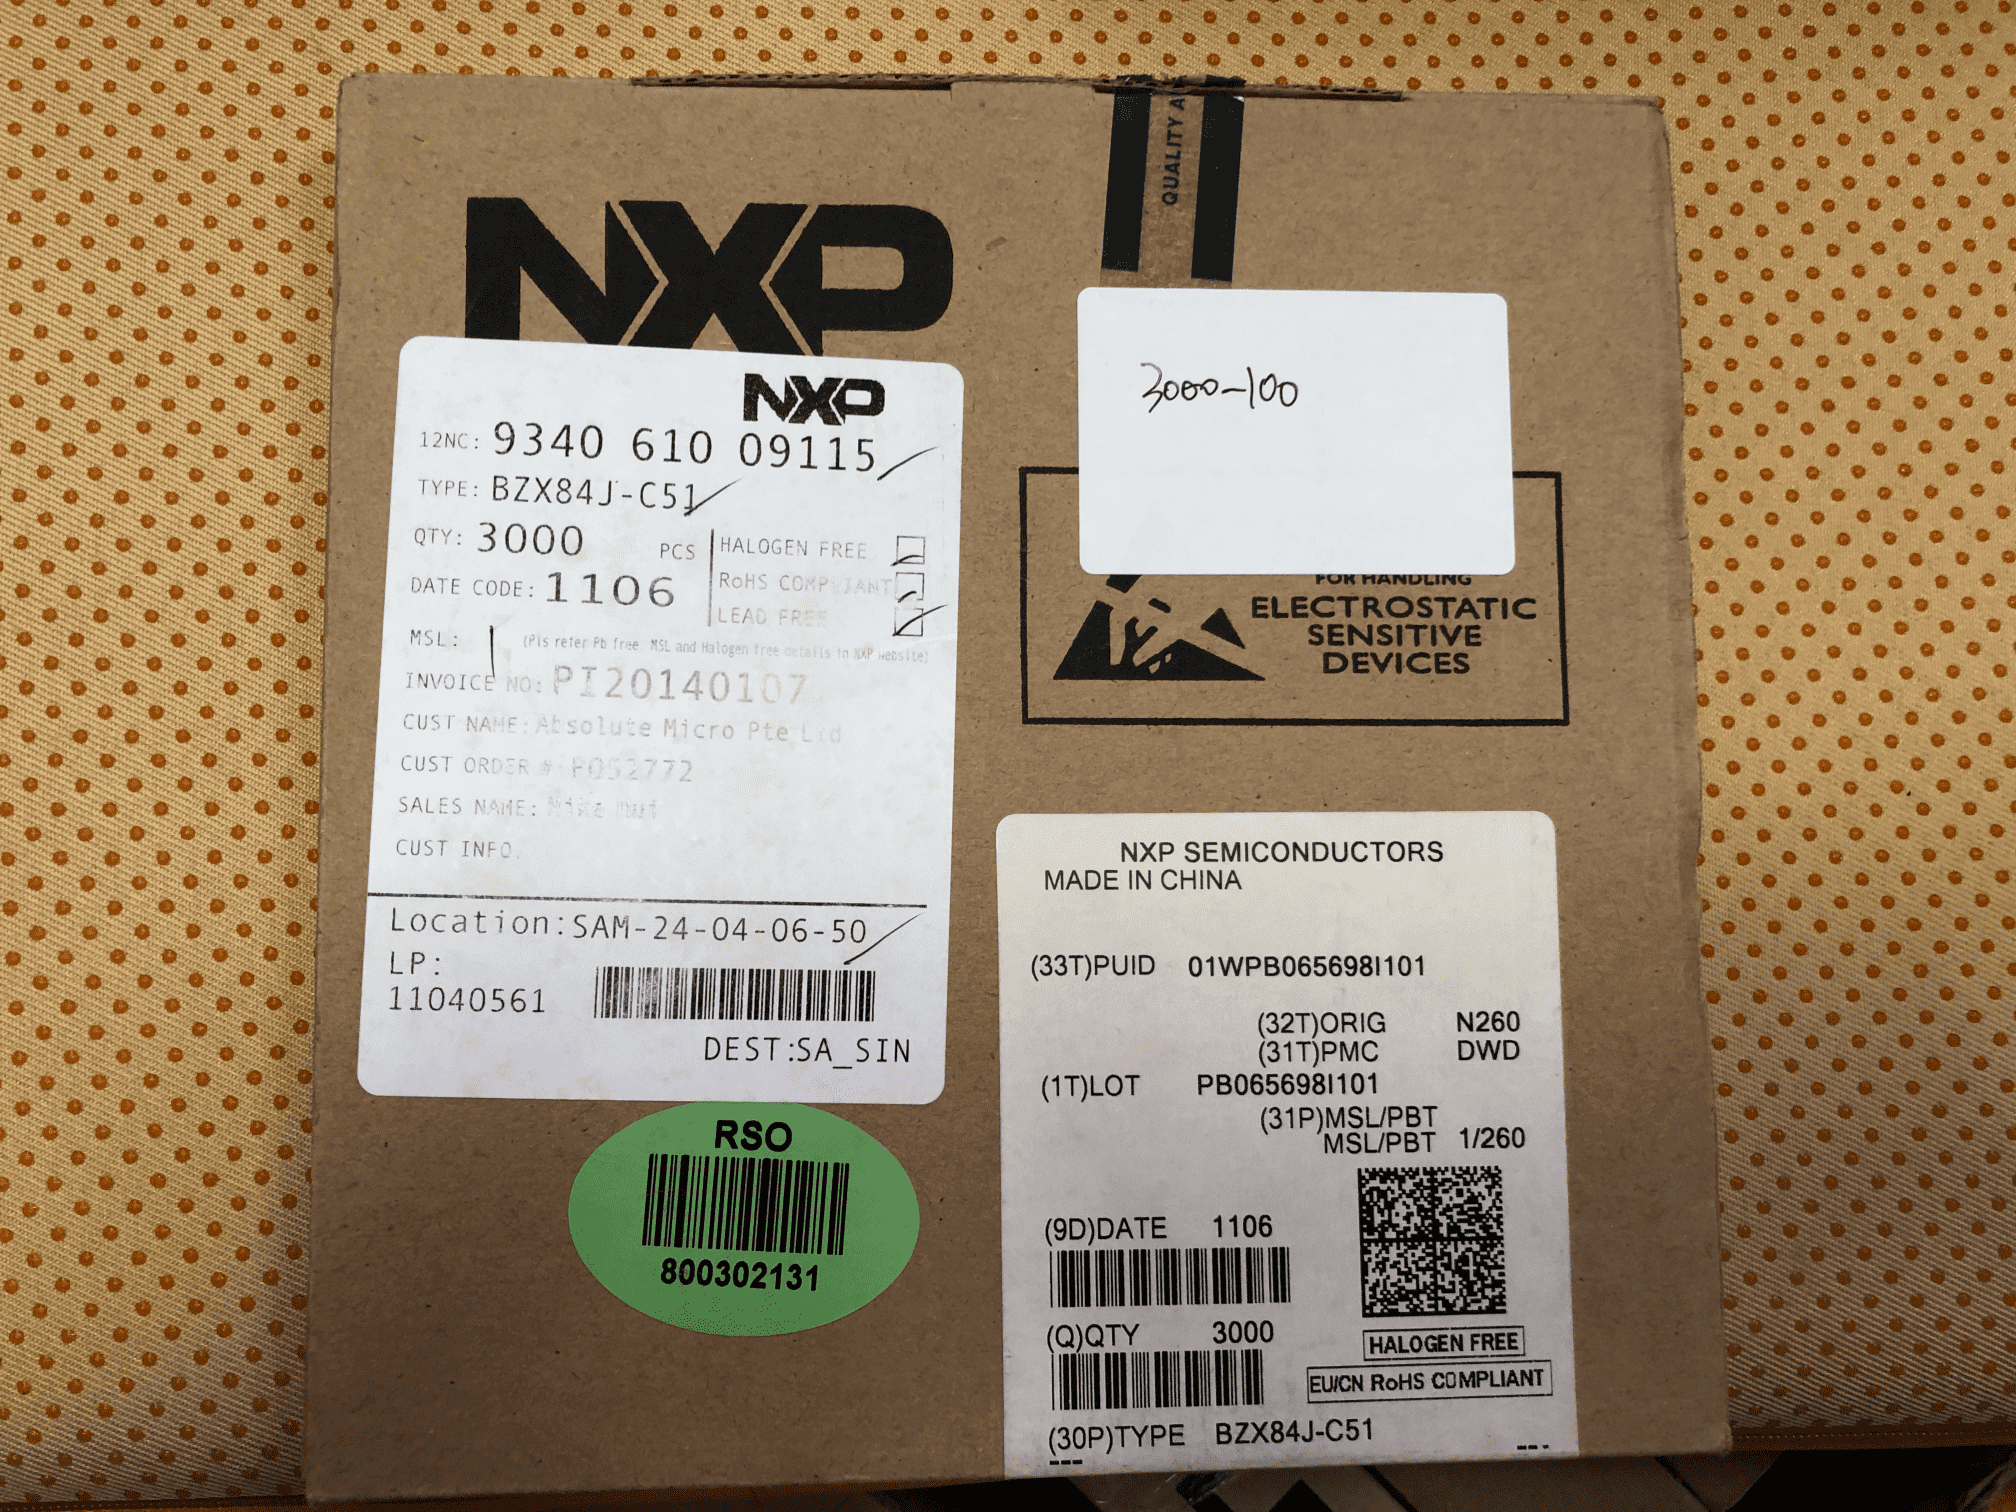 QUALITY A
NXP
NXP
12NC: 9340 610 09115
TYPE: BZX84J-C51
QTY: 3000 PCS
HALOGEN FREE
DATE CODE: 1106
RoHS COMPLIANT
LEAD FREE
MSL: 1 (Pls refer Pb free. MSL and Halogen free details in NXP website)
INVOICE NO: PI20140107
CUST NAME: Absolute Micro Pte Ltd
CUST ORDER # PO52772
SALES NAME: Mike
CUST INFO.
Location:SAM-24-04-06-50
LP:
11040561
DEST:SA_SIN
RSO
800302131
3000-100
FOR HANDLING
ELECTROSTATIC
SENSITIVE
DEVICES
NXP SEMICONDUCTORS
MADE IN CHINA
(33T)PUID 01WPB065698I101
(32T)ORIG N260
(31T)PMC DWD
(1T)LOT PB065698I101
(31P)MSL/PBT
MSL/PBT 1/260
(9D)DATE 1106
(Q)QTY 3000
HALOGEN FREE
EU/CN RoHS COMPLIANT
(30P)TYPE BZX84J-C51